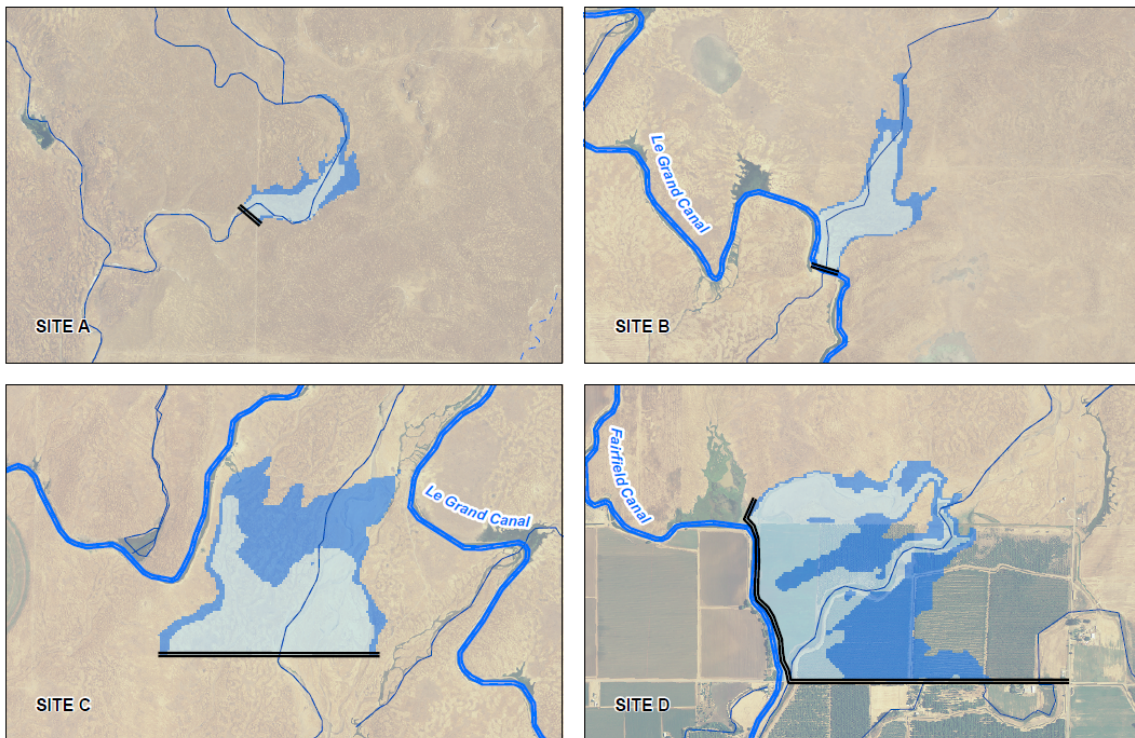 SITE A
Le Grand Canal
SITE B
Le Grand Canal
SITE C
Fairfield Canal
SITE D